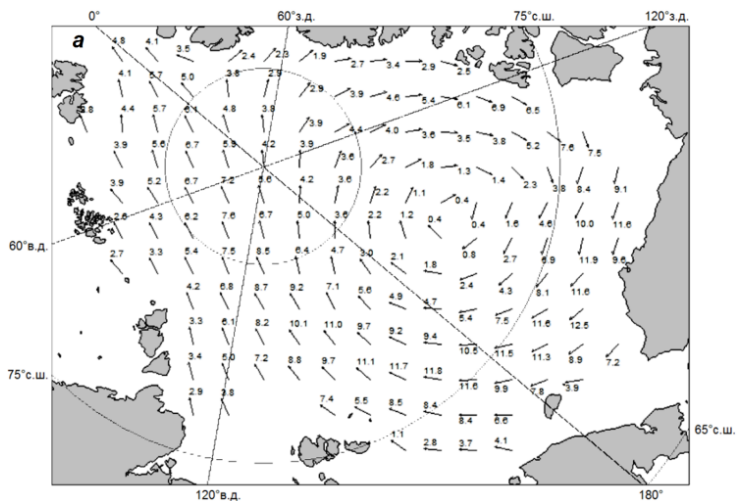 0° 60°з.д. 75°с.ш. 120°з.д.
а
4.8 4.1 3.5 2.4 2.3 1.9 2.7 3.4 2.9 2.5
4.1 5.7 5.0 3.8 2.9 2.9 3.9 4.6 5.4 6.1 6.9 6.5
5.8 4.4 5.7 6.1 4.8 3.8 3.9 4.4 4.0 3.6 3.5 3.8 5.2 7.6 7.5
3.9 5.6 6.7 5.9 4.2 3.9 3.6 2.7 1.8 1.3 1.4 2.3 3.8 8.4 9.1
3.9 5.2 6.7 7.2 5.6 4.2 3.6 2.2 1.1 0.4
2.6 4.3 6.2 7.6 6.7 5.0 3.6 2.2 1.2 0.4 0.4 1.6 4.6 10.0 11.6
60°в.д.
2.7 3.3 5.4 7.5 8.5 6.4 4.7 3.0 2.1 1.8 0.8 2.7 6.9 11.9 9.6
4.2 6.8 8.7 9.2 7.1 5.6 4.9 4.7 2.4 4.3 8.1 11.6
3.3 6.1 8.2 10.1 11.0 9.7 9.2 9.4 5.4 7.5 11.6 12.5
3.4 5.0 7.2 8.8 9.7 11.1 11.7 11.8 10.5 11.5 11.3 8.9 7.2
75°с.ш.
2.9 3.8 7.4 5.5 8.5 8.4 11.6 9.9 7.8 3.9
8.4 6.6
1.1 2.8 3.7 4.1
65°с.ш.
120°в.д. 180°